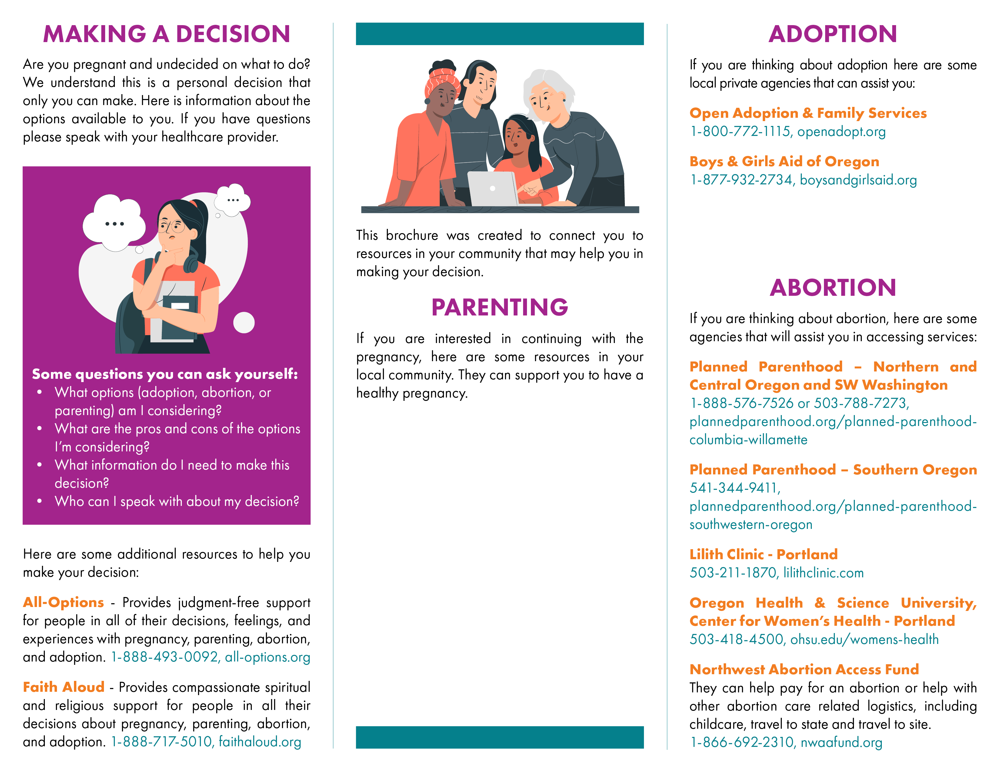 MAKING A DECISION
Are you pregnant and undecided on what to do?
We understand this is a personal decision that
only you can make. Here is information about the
options available to you. If you have questions
please speak with your healthcare provider.
Some questions you can ask yourself:
• What options (adoption, abortion, or
parenting) am I considering?
• What are the pros and cons of the options
I’m considering?
• What information do I need to make this
decision?
• Who can I speak with about my decision?
Here are some additional resources to help you
make your decision:
All-Options - Provides judgment-free support
for people in all of their decisions, feelings, and
experiences with pregnancy, parenting, abortion,
and adoption. 1-888-493-0092, all-options.org
Faith Aloud - Provides compassionate spiritual
and religious support for people in all their
decisions about pregnancy, parenting, abortion,
and adoption. 1-888-717-5010, faithaloud.org
This brochure was created to connect you to
resources in your community that may help you in
making your decision.
PARENTING
If you are interested in continuing with the
pregnancy, here are some resources in your
local community. They can support you to have a
healthy pregnancy.
ADOPTION
If you are thinking about adoption here are some
local private agencies that can assist you:
Open Adoption & Family Services
1-800-772-1115, openadopt.org
Boys & Girls Aid of Oregon
1-877-932-2734, boysandgirlsaid.org
ABORTION
If you are thinking about abortion, here are some
agencies that will assist you in accessing services:
Planned Parenthood – Northern and
Central Oregon and SW Washington
1-888-576-7526 or 503-788-7273,
plannedparenthood.org/planned-parenthood-
columbia-willamette
Planned Parenthood – Southern Oregon
541-344-9411,
plannedparenthood.org/planned-parenthood-
southwestern-oregon
Lilith Clinic - Portland
503-211-1870, lilithclinic.com
Oregon Health & Science University,
Center for Women’s Health - Portland
503-418-4500, ohsu.edu/womens-health
Northwest Abortion Access Fund
They can help pay for an abortion or help with
other abortion care related logistics, including
childcare, travel to state and travel to site.
1-866-692-2310, nwaafund.org